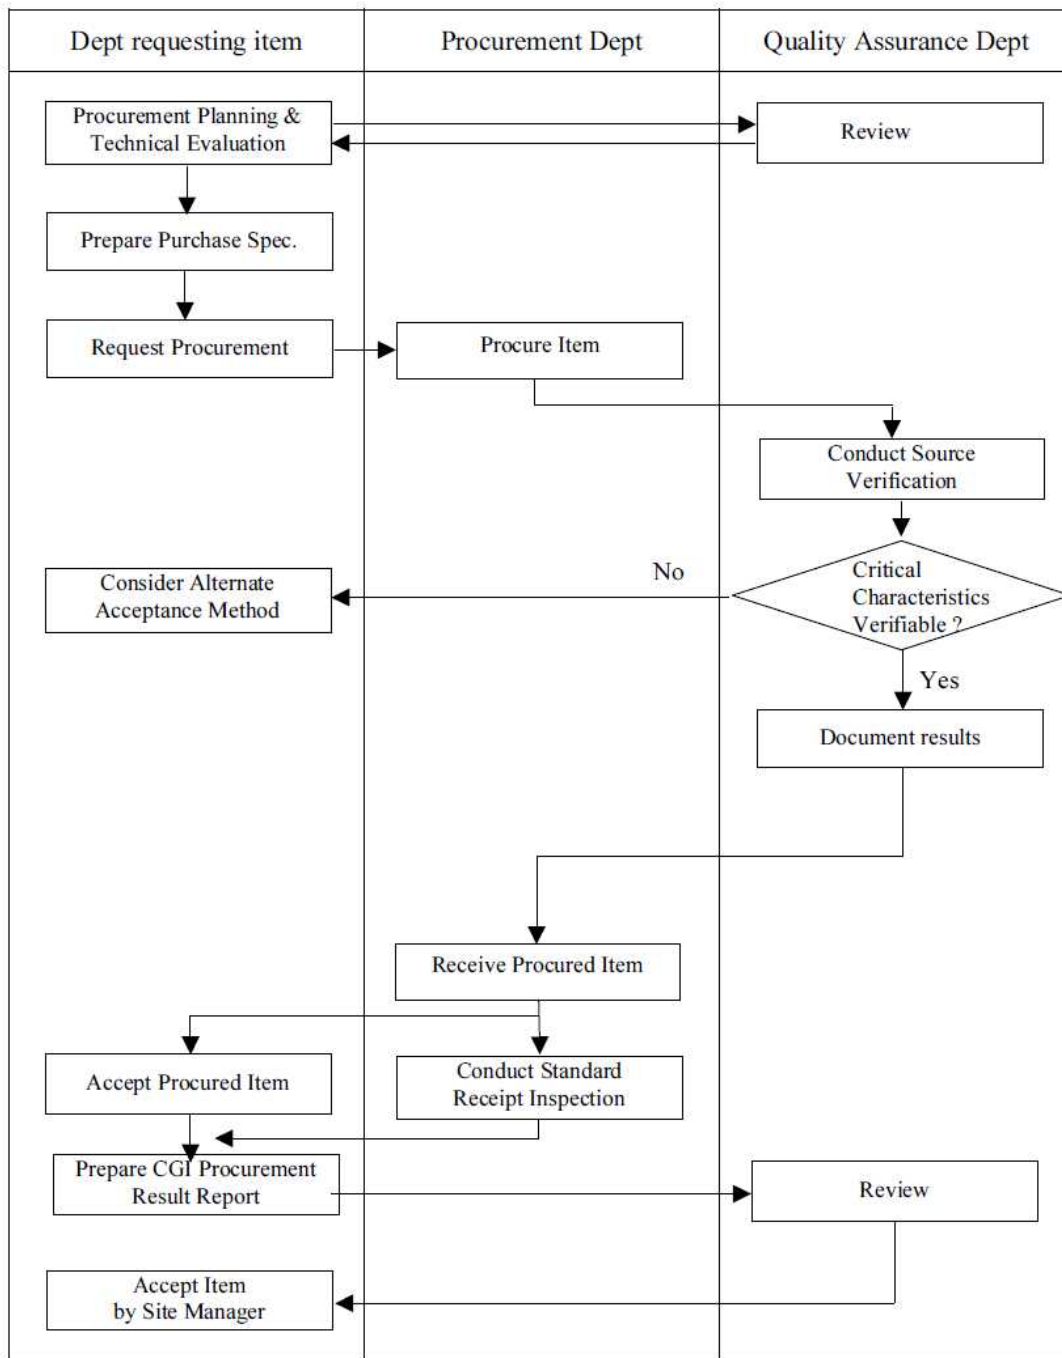 Dept requesting item
Procurement Dept
Quality Assurance Dept
Procurement Planning &
Technical Evaluation
Review
Prepare Purchase Spec.
Request Procurement
Procure Item
Conduct Source
Verification
Critical
Characteristics
Verifiable ?
No
Consider Alternate
Acceptance Method
Yes
Document results
Receive Procured Item
Accept Procured Item
Conduct Standard
Receipt Inspection
Prepare CGI Procurement
Result Report
Review
Accept Item
by Site Manager